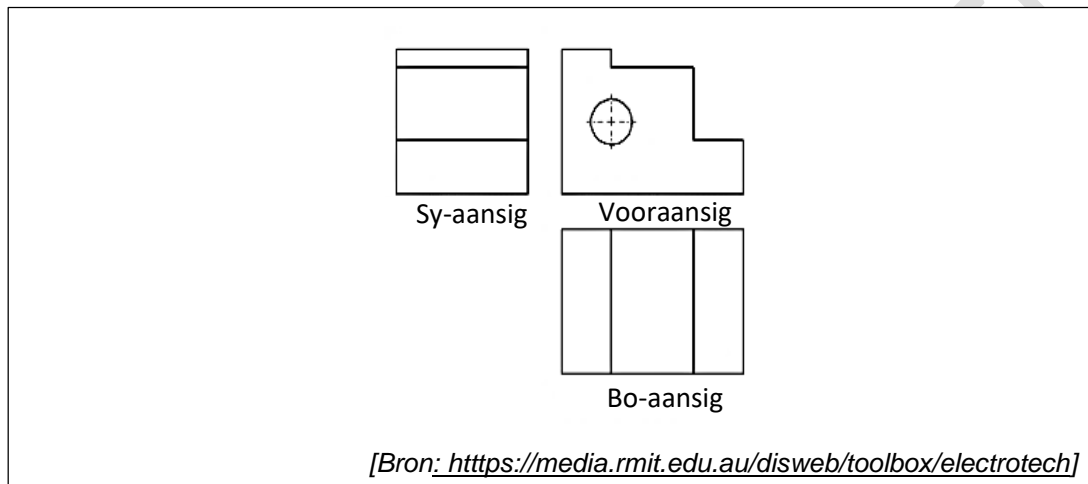 Sy-aansig
Vooraansig
Bo-aansig
[Bron: htttps://media.rmit.edu.au/disweb/toolbox/electrotech]